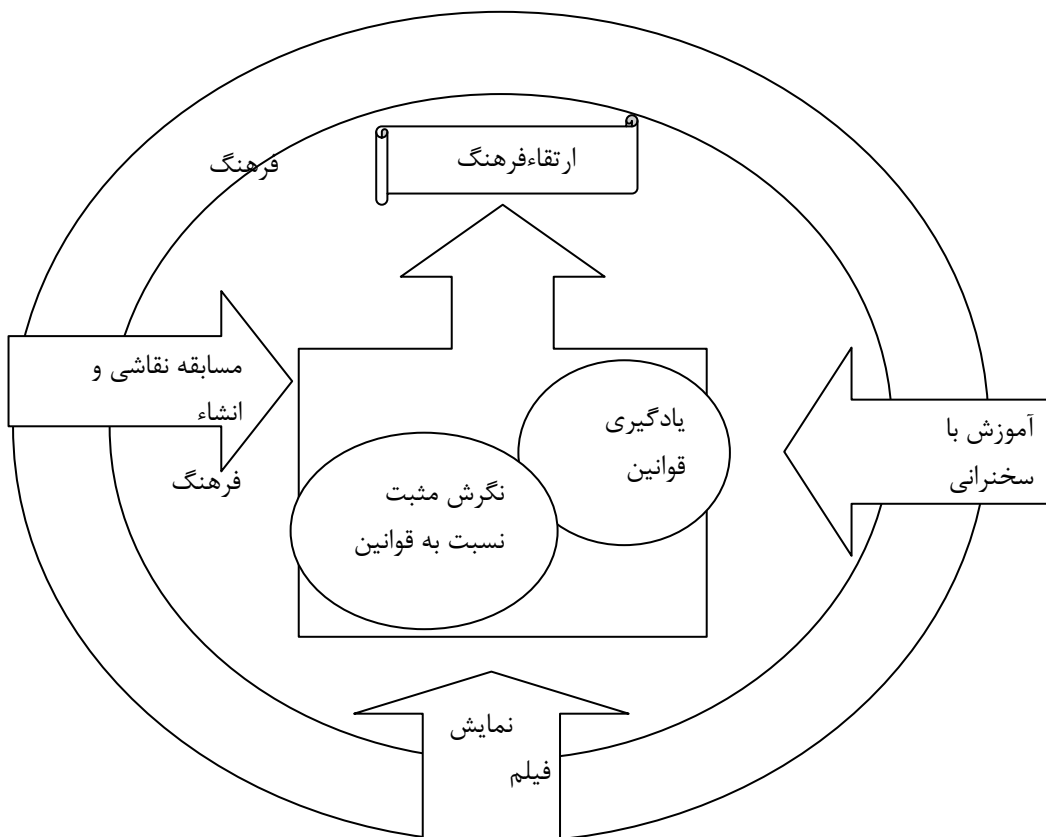 ارتقاءفرهنگ
فرهنگ
مسابقه نقاشی و
انشاء
یادگیری
قوانین
آموزش با
سخنرانی
فرهنگ
نگرش مثبت
نسبت به قوانین
نمایش
فیلم